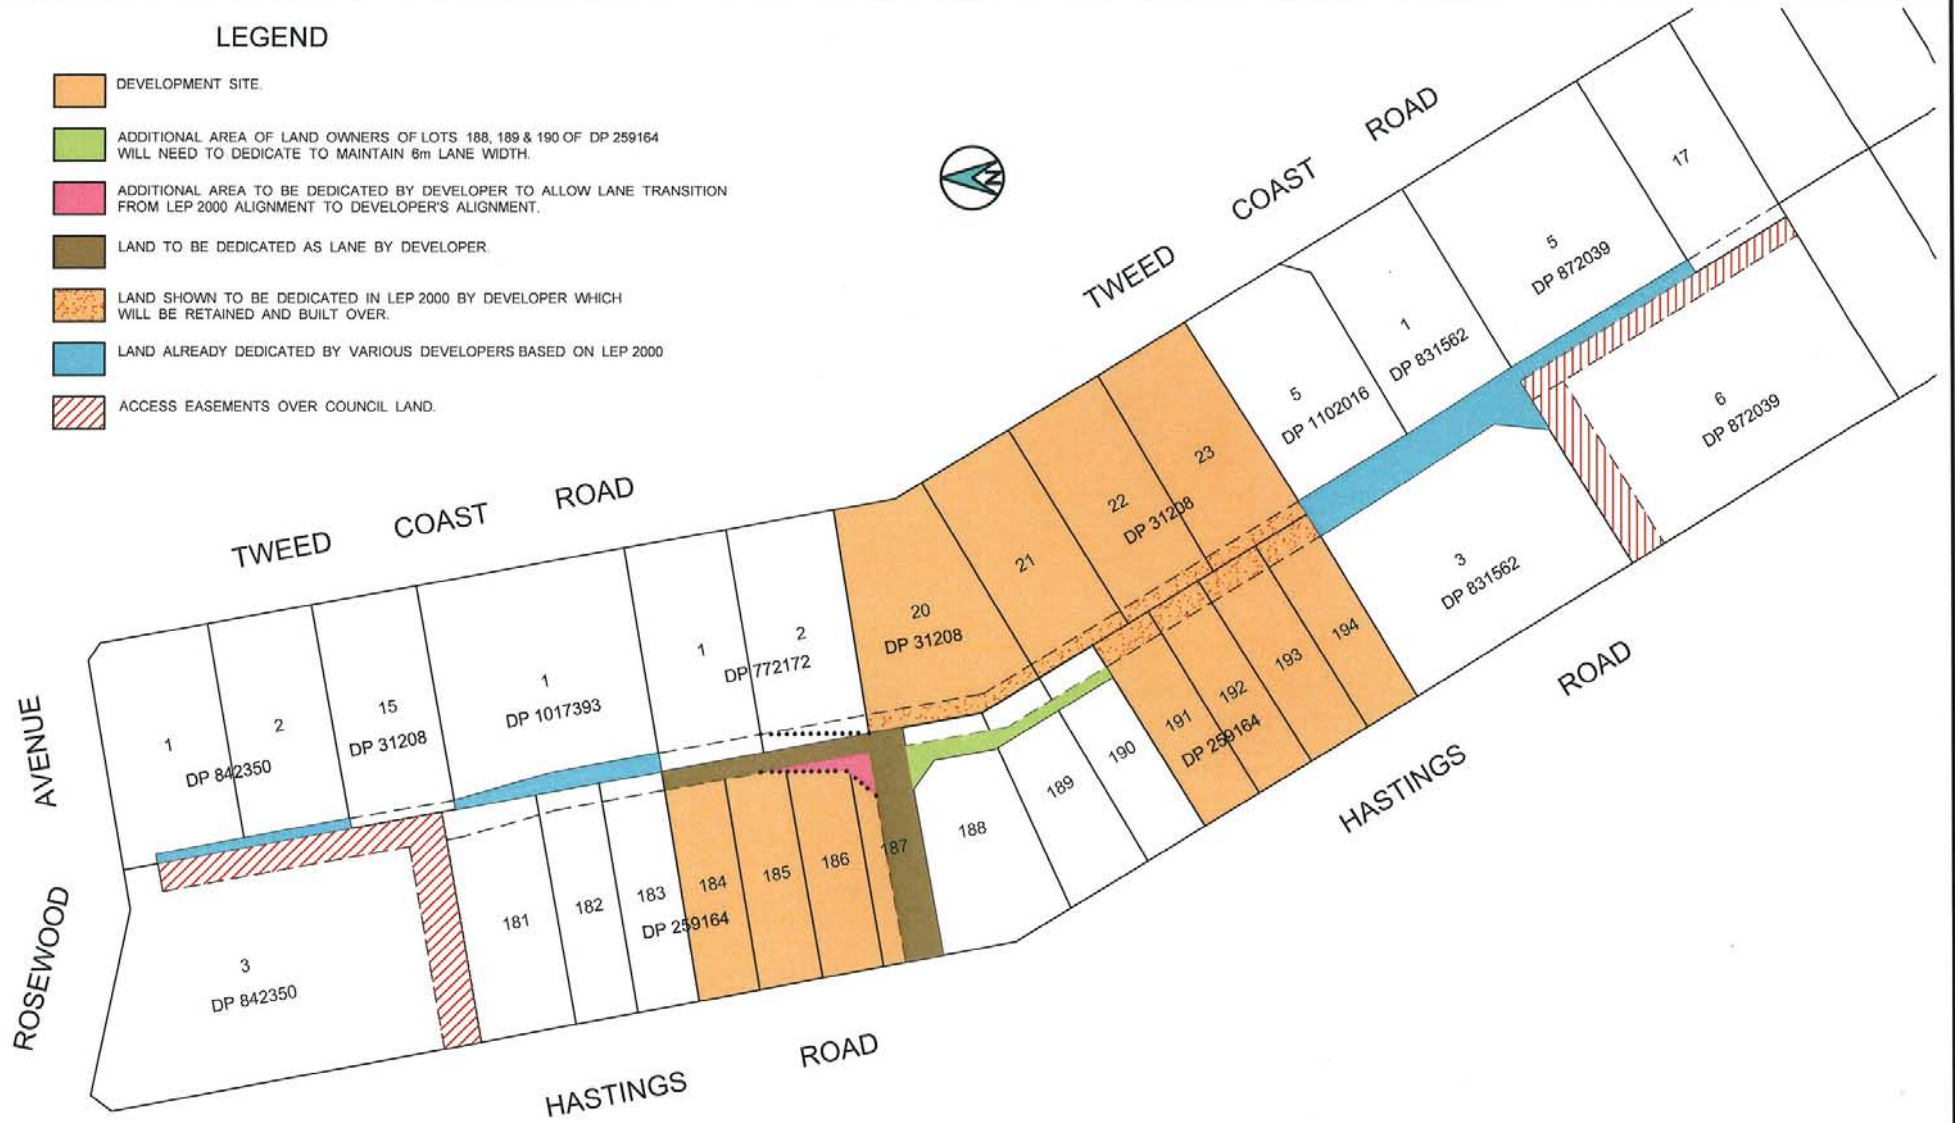 LEGEND
DEVELOPMENT SITE.
ADDITIONAL AREA OF LAND OWNERS OF LOTS 188, 189 & 190 OF DP 259164
WILL NEED TO DEDICATE TO MAINTAIN 6m LANE WIDTH.
ADDITIONAL AREA TO BE DEDICATED BY DEVELOPER TO ALLOW LANE TRANSITION
FROM LEP 2000 ALIGNMENT TO DEVELOPER'S ALIGNMENT.
LAND TO BE DEDICATED AS LANE BY DEVELOPER.
LAND SHOWN TO BE DEDICATED IN LEP 2000 BY DEVELOPER WHICH
WILL BE RETAINED AND BUILT OVER.
LAND ALREADY DEDICATED BY VARIOUS DEVELOPERS BASED ON LEP 2000
ACCESS EASEMENTS OVER COUNCIL LAND.
N
TWEED COAST ROAD
TWEED COAST ROAD
17
5
DP 872039
1
DP 831562
5
DP 1102016
6
DP 872039
23
22
DP 31208
21
20
DP 31208
3
DP 831562
2
1
DP 772172
1
DP 1017393
15
DP 31208
2
1
DP 842350
194
193
192
191
DP 259164
190
189
188
187
186
185
184
183
DP 259164
182
181
3
DP 842350
ROSEWOOD AVENUE
HASTINGS ROAD
HASTINGS ROAD